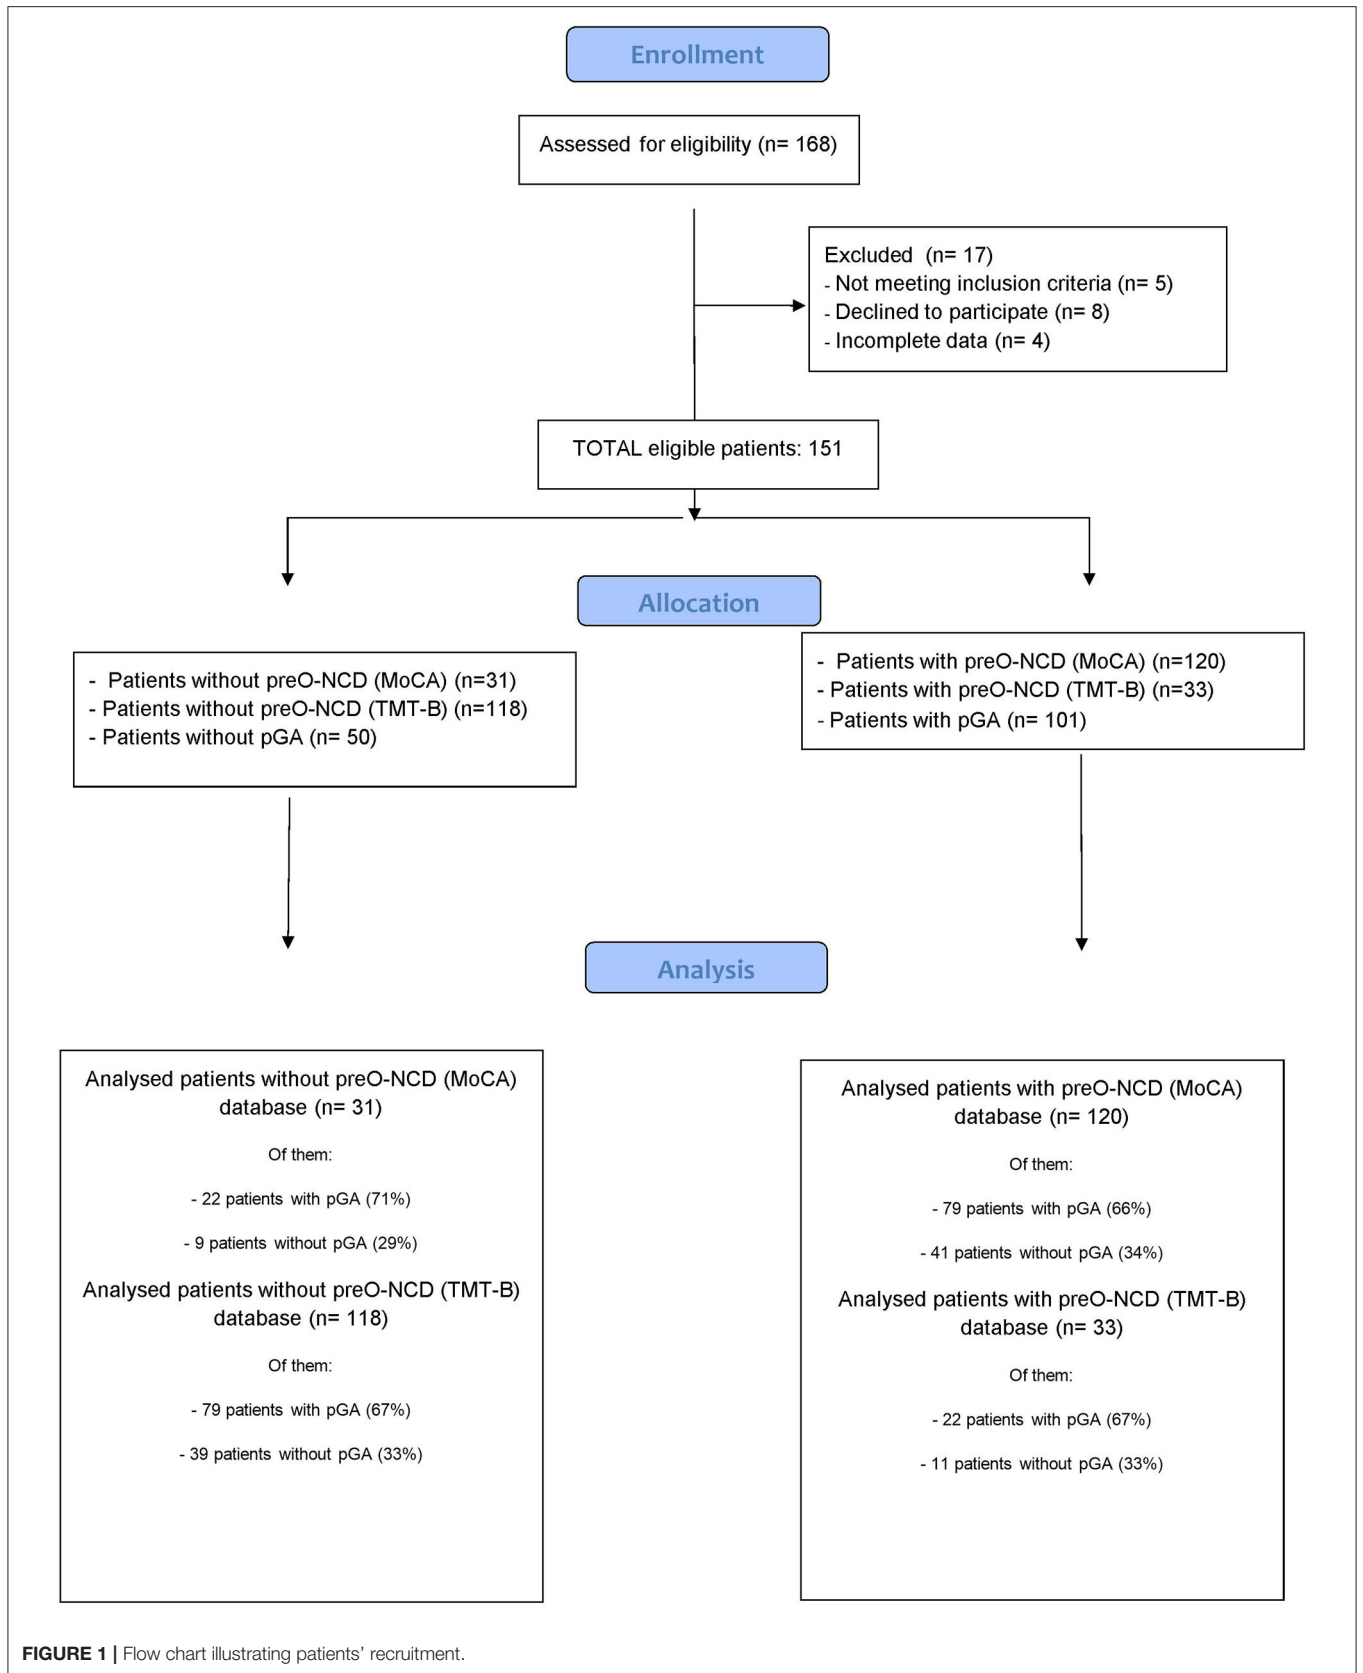 Enrollment
Assessed for eligibility (n= 168)
Excluded (n= 17)
- Not meeting inclusion criteria (n= 5)
- Declined to participate (n= 8)
- Incomplete data (n= 4)
TOTAL eligible patients: 151
Allocation
- Patients without preO-NCD (MoCA) (n=31)
- Patients without preO-NCD (TMT-B) (n=118)
- Patients without pGA (n= 50)
- Patients with preO-NCD (MoCA) (n=120)
- Patients with preO-NCD (TMT-B) (n=33)
- Patients with pGA (n= 101)
Analysis
Analysed patients without preO-NCD (MoCA)
database (n= 31)
Of them:
- 22 patients with pGA (71%)
- 9 patients without pGA (29%)
Analysed patients without preO-NCD (TMT-B)
database (n= 118)
Of them:
- 79 patients with pGA (67%)
- 39 patients without pGA (33%)
Analysed patients with preO-NCD (MoCA)
database (n= 120)
Of them:
- 79 patients with pGA (66%)
- 41 patients without pGA (34%)
Analysed patients with preO-NCD (TMT-B)
database (n= 33)
Of them:
- 22 patients with pGA (67%)
- 11 patients without pGA (33%)
FIGURE 1 | Flow chart illustrating patients' recruitment.